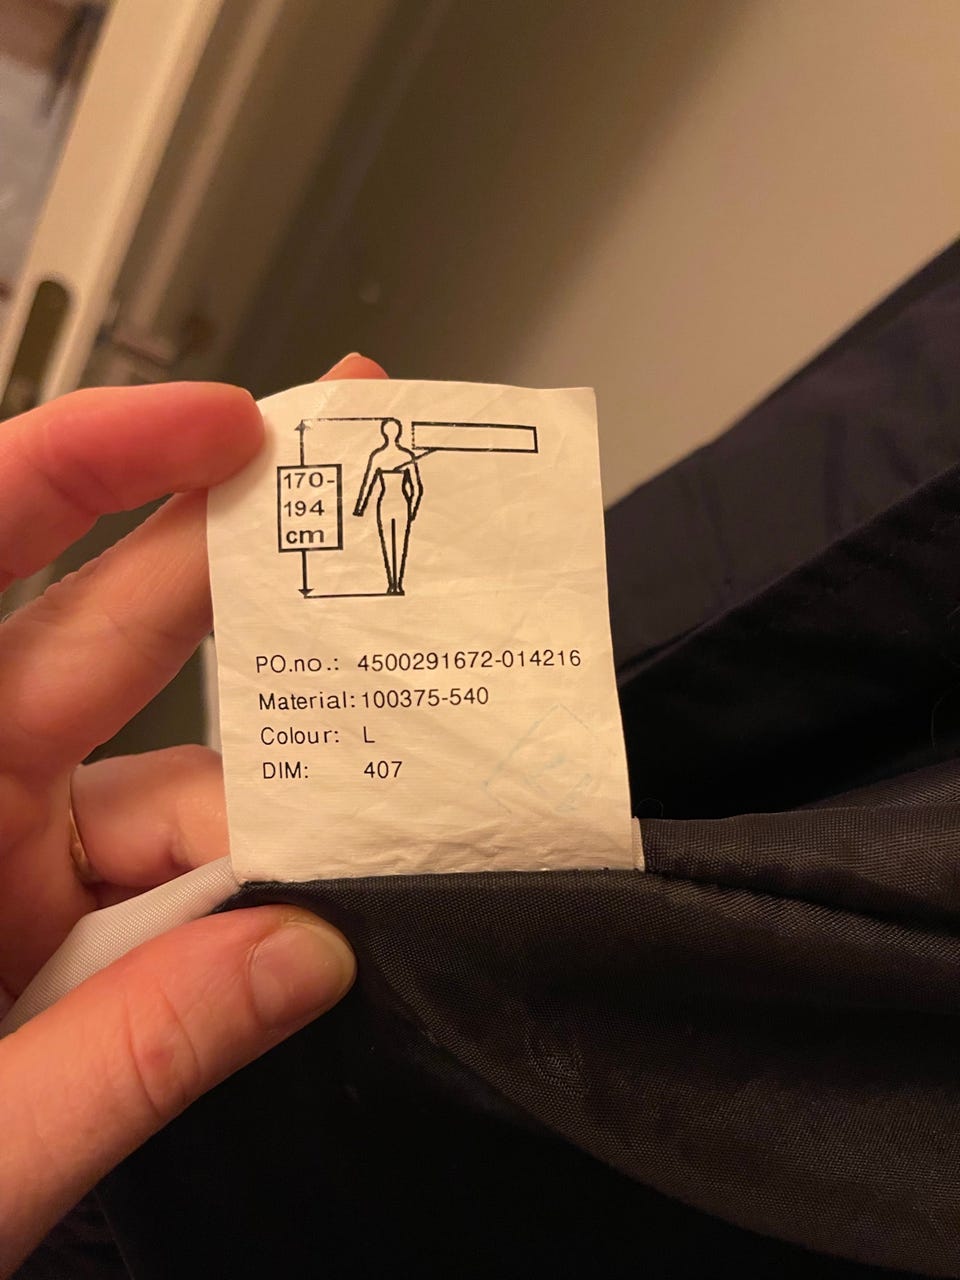 170-
194
cm
PO.no.: 4500291672-014216
Material: 100375-540
Colour: L
DIM: 407